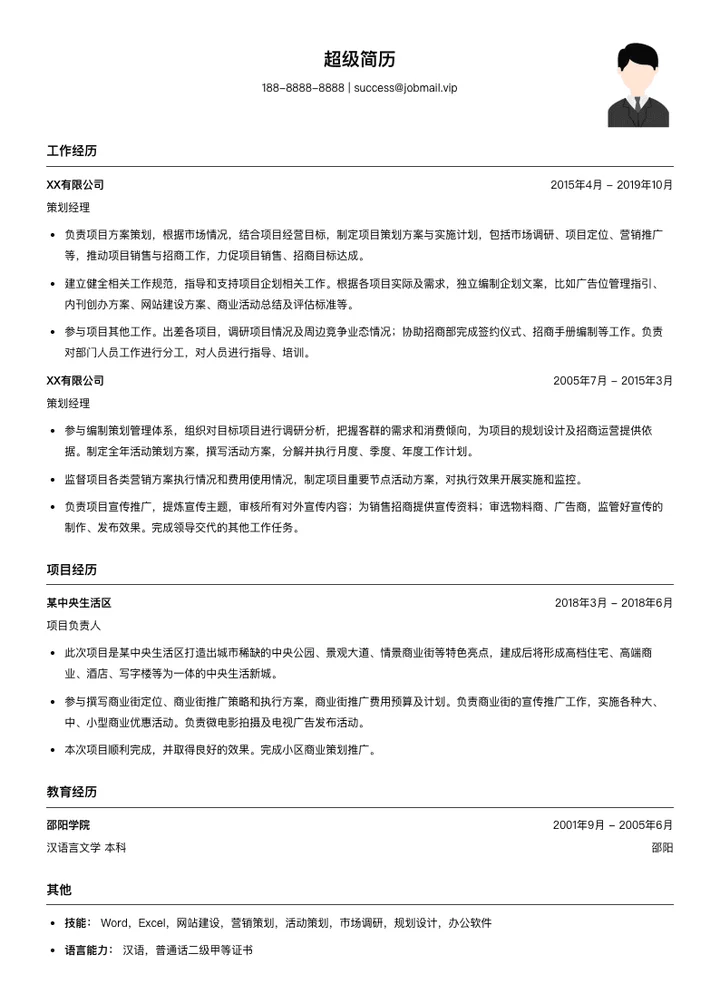 超级简历
188-8888-8888 | success@jobmail.vip
工作经历
XX有限公司 2015年4月 – 2019年10月
策划经理
• 负责项目方案策划，根据市场情况，结合项目经营目标，制定项目策划方案与实施计划，包括市场调研、项目定位、营销推广
等，推动项目销售与招商工作，力促项目销售、招商目标达成。
• 建立健全相关工作规范，指导和支持项目企划相关工作。根据各项目实际及需求，独立编制企划文案，比如广告位管理指引、
内刊创办方案、网站建设方案、商业活动总结及评估标准等。
• 参与项目其他工作。出差各项目，调研项目情况及周边竞争业态情况；协助招商部完成签约仪式、招商手册编制等工作。负责
对部门人员工作进行分工，对人员进行指导、培训。
XX有限公司 2005年7月 – 2015年3月
策划经理
• 参与编制策划管理体系，组织对目标项目进行调研分析，把握客群的需求和消费倾向，为项目的规划设计及招商运营提供依
据。制定全年活动策划方案，撰写活动方案，分解并执行月度、季度、年度工作计划。
• 监督项目各类营销方案执行情况和费用使用情况，制定项目重要节点活动方案，对执行效果开展实施和监控。
• 负责项目宣传推广，提炼宣传主题，审核所有对外宣传内容；为销售招商提供宣传资料；审选物料商、广告商，监管好宣传的
制作、发布效果。完成领导交代的其他工作任务。
项目经历
某中央生活区 2018年3月 – 2018年6月
项目负责人
• 此次项目是某中央生活区打造出城市稀缺的中央公园、景观大道、情景商业街等特色亮点，建成后将形成高档住宅、高端商
业、酒店、写字楼等为一体的中央生活新城。
• 参与撰写商业街定位、商业街推广策略和执行方案，商业街推广费用预算及计划。负责商业街的宣传推广工作，实施各种大、
中、小型商业优惠活动。负责微电影拍摄及电视广告发布活动。
• 本次项目顺利完成，并取得良好的效果。完成小区商业策划推广。
教育经历
邵阳学院 2001年9月 – 2005年6月
汉语言文学 本科 邵阳
其他
• 技能： Word，Excel，网站建设，营销策划，活动策划，市场调研，规划设计，办公软件
• 语言能力： 汉语，普通话二级甲等证书